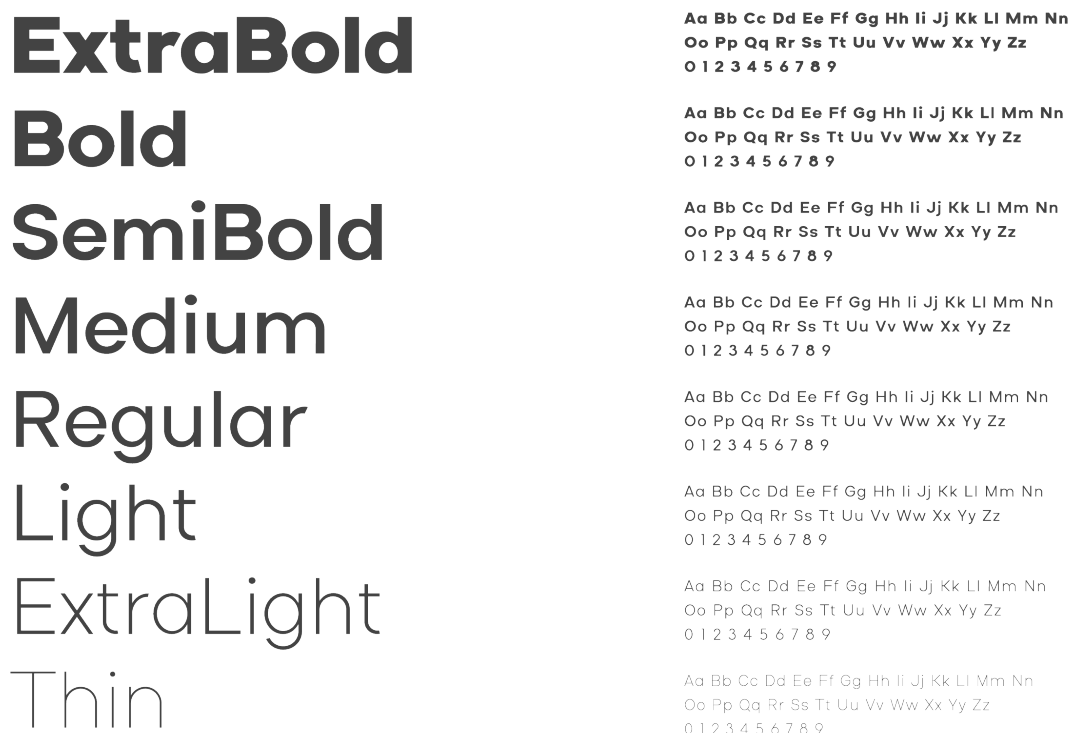 ExtraBold
Aa Bb Cc Dd Ee Ff Gg Hh Ii Jj Kk Ll Mm Nn
Oo Pp Qq Rr Ss Tt Uu Vv Ww Xx Yy Zz
0 1 2 3 4 5 6 7 8 9
Bold
Aa Bb Cc Dd Ee Ff Gg Hh Ii Jj Kk Ll Mm Nn
Oo Pp Qq Rr Ss Tt Uu Vv Ww Xx Yy Zz
0 1 2 3 4 5 6 7 8 9
SemiBold
Aa Bb Cc Dd Ee Ff Gg Hh Ii Jj Kk Ll Mm Nn
Oo Pp Qq Rr Ss Tt Uu Vv Ww Xx Yy Zz
0 1 2 3 4 5 6 7 8 9
Medium
Aa Bb Cc Dd Ee Ff Gg Hh Ii Jj Kk Ll Mm Nn
Oo Pp Qq Rr Ss Tt Uu Vv Ww Xx Yy Zz
0 1 2 3 4 5 6 7 8 9
Regular
Aa Bb Cc Dd Ee Ff Gg Hh Ii Jj Kk Ll Mm Nn
Oo Pp Qq Rr Ss Tt Uu Vv Ww Xx Yy Zz
0 1 2 3 4 5 6 7 8 9
Light
Aa Bb Cc Dd Ee Ff Gg Hh Ii Jj Kk Ll Mm Nn
Oo Pp Qq Rr Ss Tt Uu Vv Ww Xx Yy Zz
0 1 2 3 4 5 6 7 8 9
ExtraLight
Aa Bb Cc Dd Ee Ff Gg Hh Ii Jj Kk Ll Mm Nn
Oo Pp Qq Rr Ss Tt Uu Vv Ww Xx Yy Zz
0 1 2 3 4 5 6 7 8 9
Thin
Aa Bb Cc Dd Ee Ff Gg Hh Ii Jj Kk Ll Mm Nn
Oo Pp Qq Rr Ss Tt Uu Vv Ww Xx Yy Zz
0 1 2 3 4 5 6 7 8 9